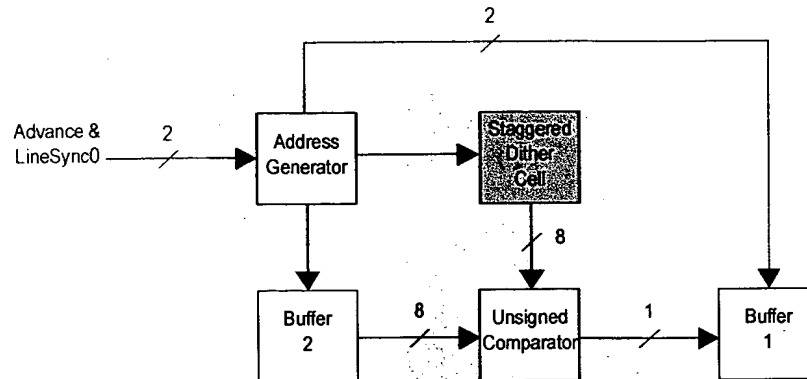 2
Advance &
LineSync0
2
Address
Generator
Staggered
Dither
Cell
8
Buffer
2
8
Unsigned
Comparator
1
Buffer
1